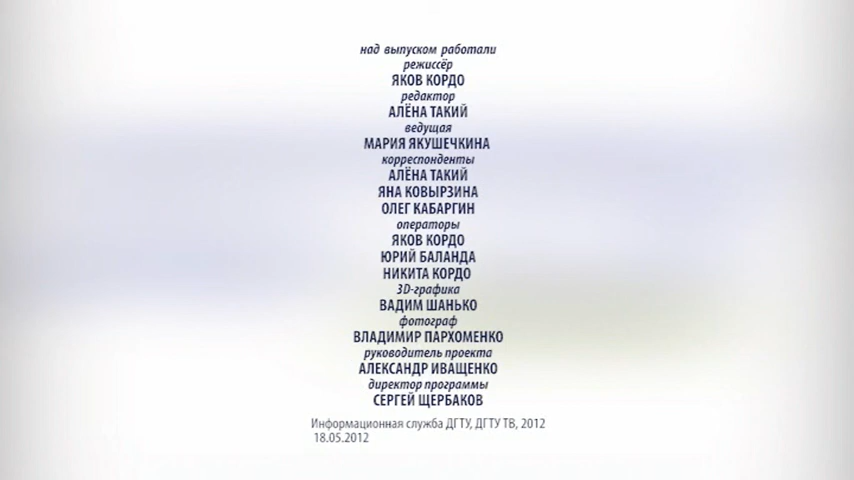 над выпуском работали
режиссёр
ЯКОВ КОРДО
редактор
АЛЁНА ТАКИЙ
ведущая
МАРИЯ ЯКУШЕЧКИНА
корреспонденты
АЛЁНА ТАКИЙ
ЯНА КОВЫРЗИНА
ОЛЕГ КАБАРГИН
операторы
ЯКОВ КОРДО
ЮРИЙ БАЛАНДА
НИКИТА КОРДО
3D-графика
ВАДИМ ШАНЬКО
фотограф
ВЛАДИМИР ПАРХОМЕНКО
руководитель проекта
АЛЕКСАНДР ИВАЩЕНКО
директор программы
СЕРГЕЙ ЩЕРБАКОВ
Информационная служба ДГТУ, ДГТУ ТВ, 2012
18.05.2012